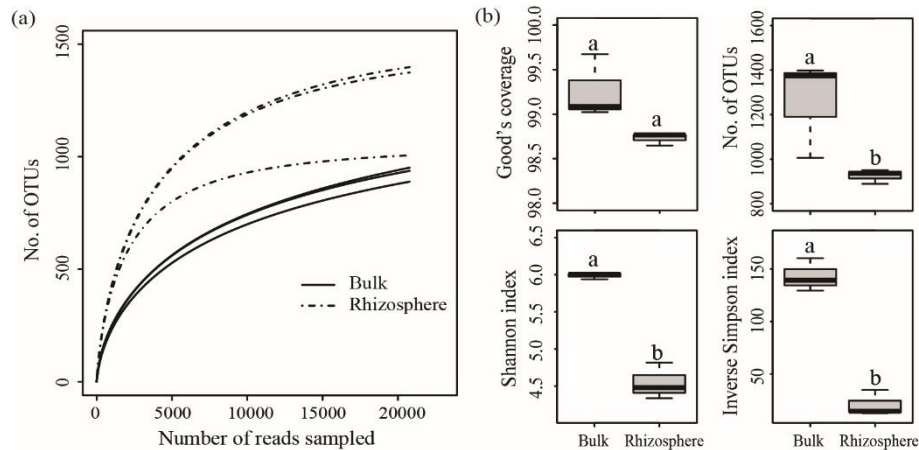 (a)
1500
1000
500
0
No. of OTUs
Bulk
Rhizosphere
0 5000 10000 15000 20000
Number of reads sampled
(b)
100.0
99.5
99.0
98.5
98.0
Good's coverage
a
a
1600
1400
1200
1000
800
No. of OTUs
a
b
6.5
6.0
5.5
5.0
4.5
Shannon index
a
b
Bulk Rhizosphere
150
100
50
Inverse Simpson index
a
b
Bulk Rhizosphere